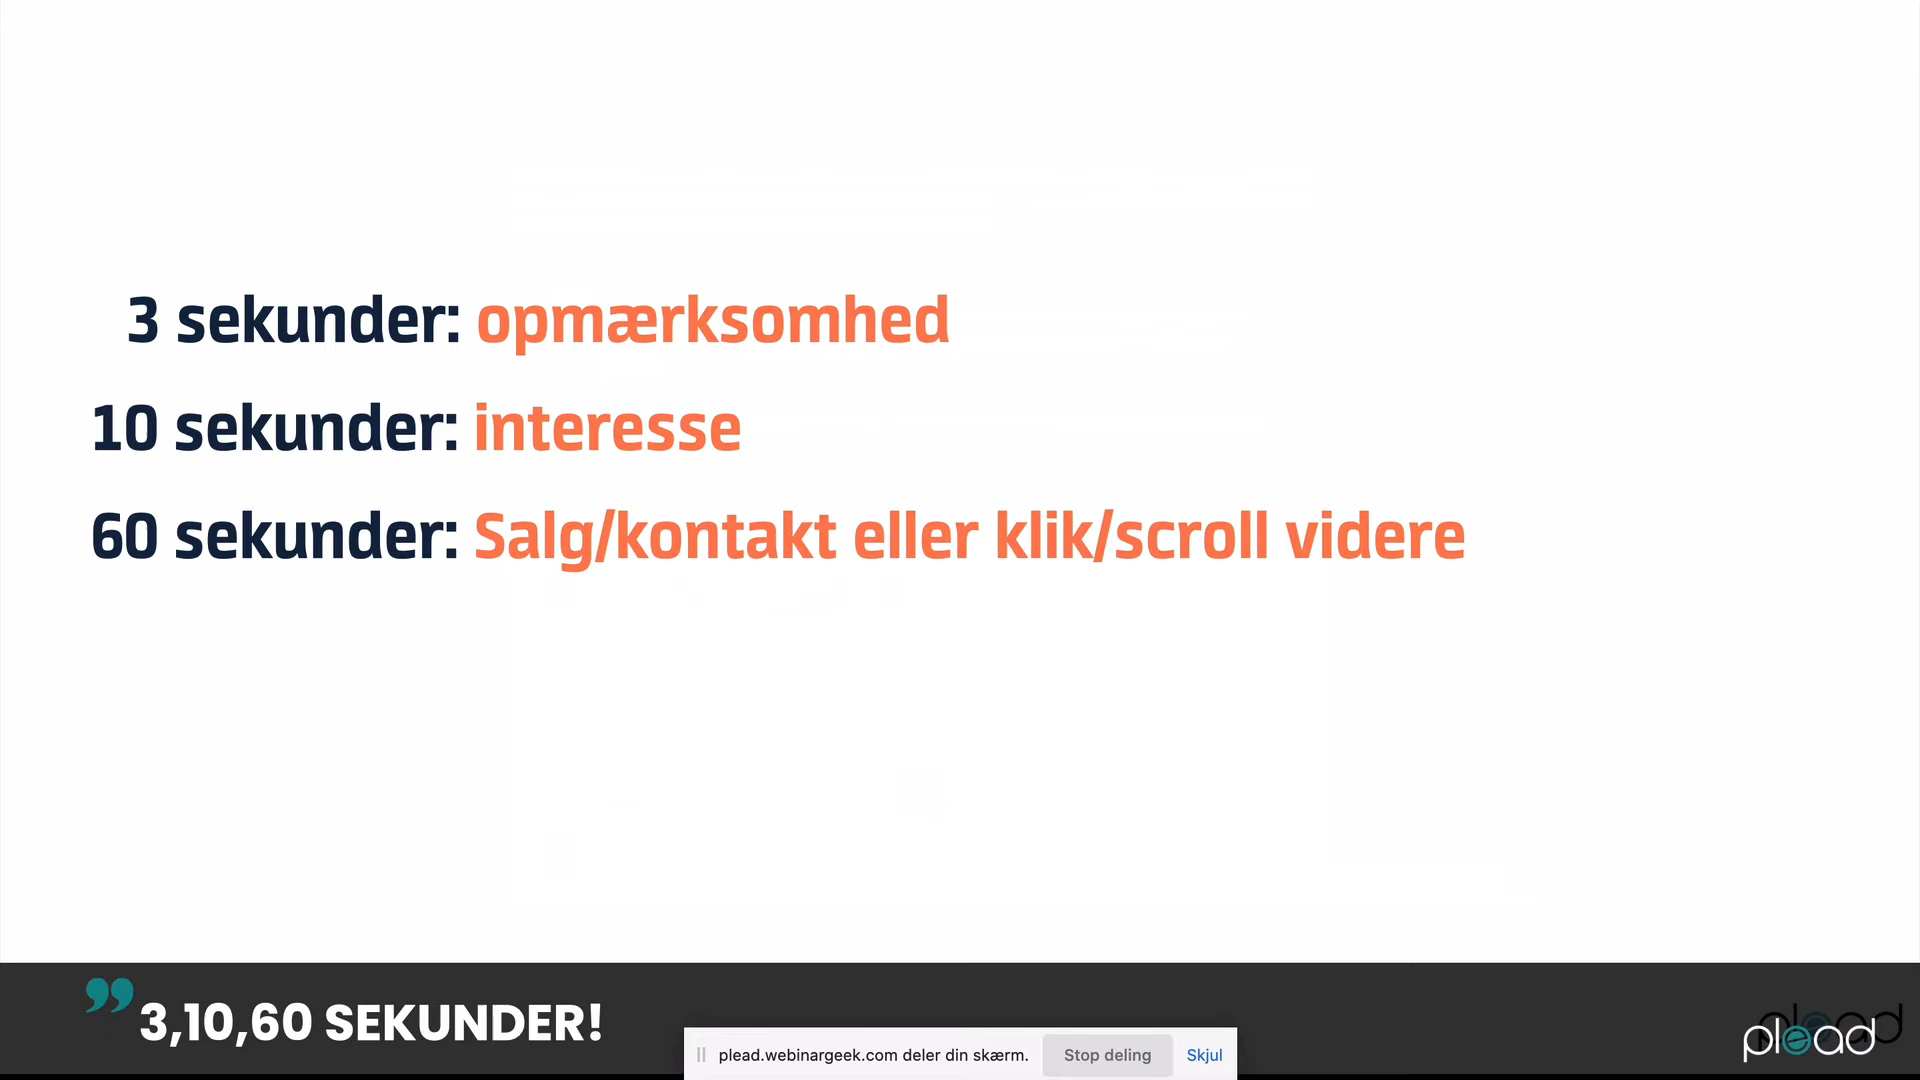 3 sekunder: opmærksomhed
10 sekunder: interesse
60 sekunder: Salg/kontakt eller klik/scroll videre
” 3,10,60 SEKUNDER!
plead.webinargeek.com deler din skærm. Stop deling Skjul
plead
plead